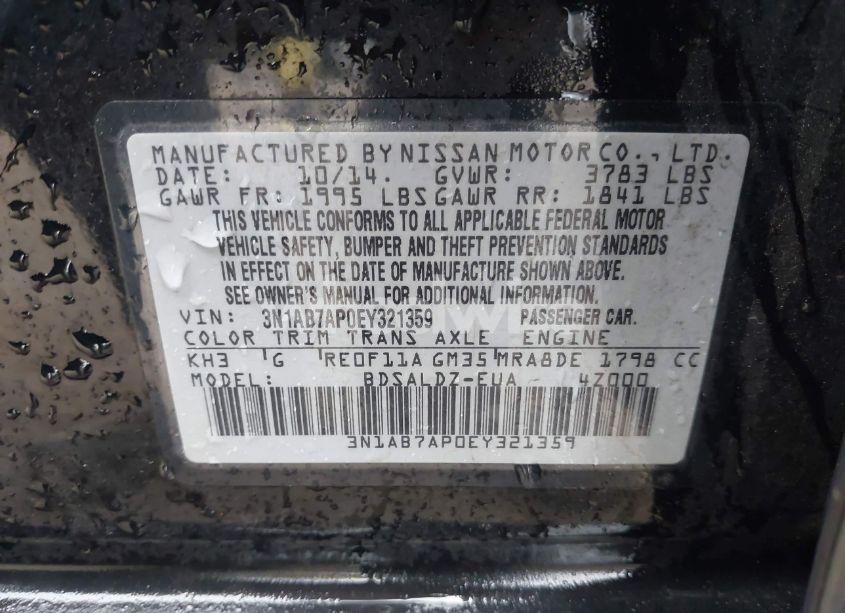 MANUFACTURED BY NISSAN MOTOR CO., LTD.
DATE: 10/14. GVWR: 3783 LBS
GAWR FR: 1995 LBS GAWR RR: 1841 LBS
THIS VEHICLE CONFORMS TO ALL APPLICABLE FEDERAL MOTOR
VEHICLE SAFETY, BUMPER AND THEFT PREVENTION STANDARDS
IN EFFECT ON THE DATE OF MANUFACTURE SHOWN ABOVE.
SEE OWNER'S MANUAL FOR ADDITIONAL INFORMATION.
VIN: 3N1AB7AP0EY321359 PASSENGER CAR.
COLOR TRIM TRANS AXLE ENGINE
KH3 G RE0F11A GM35 MRA8DE 1798 CC
MODEL: BDSALDZ-EUA - 4Z000
3N1AB7AP0EY321359